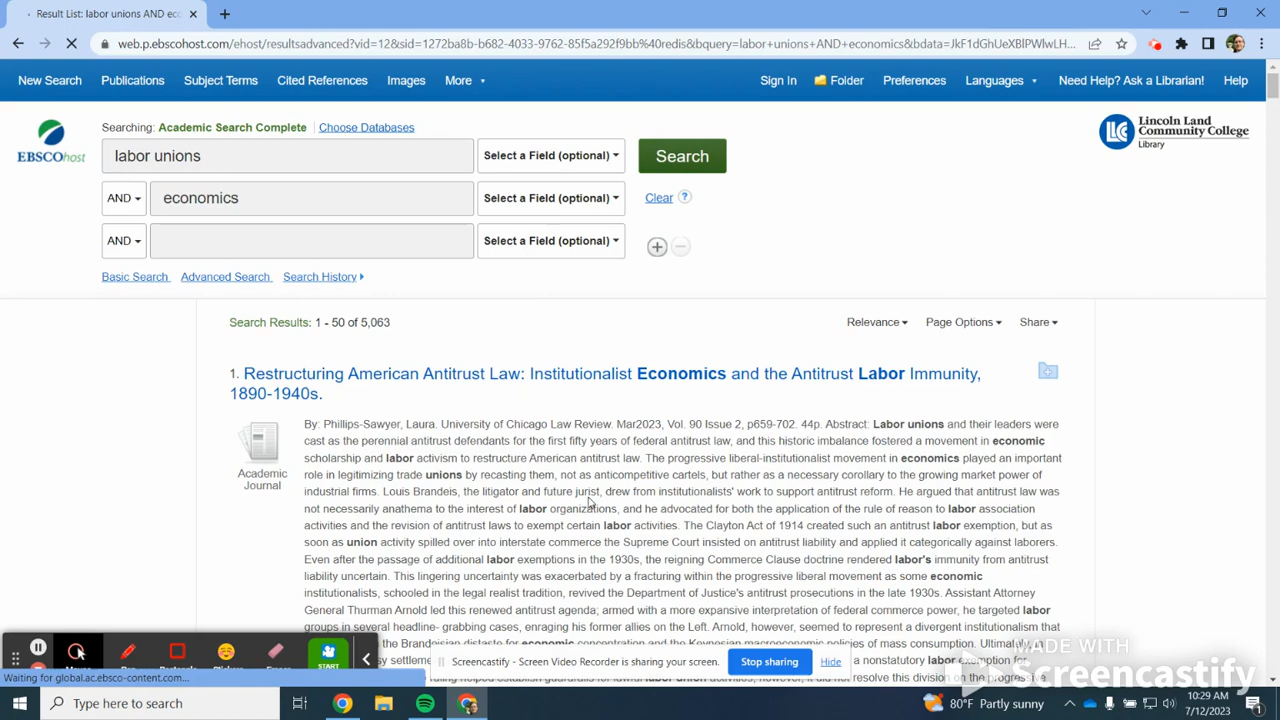 Result List: labor unions AND ec
web.p.ebscohost.com/ehost/resultsadvanced?vid=12&sid=1272ba8b-b682-4033-9762-85f5a292f9bb%40redis&bquery=labor+unions+AND+economics&bdata=JkF1dGhUeXBlPWlwLH...
New Search Publications Subject Terms Cited References Images More Sign In Folder Preferences Languages Need Help? Ask a Librarian! Help
Searching: Academic Search Complete Choose Databases
EBSCOhost
labor unions Select a Field (optional) Search
Lincoln Land
Community College
Library
LLC
AND economics Select a Field (optional) Clear ?
AND Select a Field (optional)
Basic Search Advanced Search Search History
Search Results: 1 - 50 of 5,063 Relevance Page Options Share
1. Restructuring American Antitrust Law: Institutionalist Economics and the Antitrust Labor Immunity,
1890-1940s.
Academic
Journal
By: Phillips-Sawyer, Laura. University of Chicago Law Review. Mar2023, Vol. 90 Issue 2, p659-702. 44p. Abstract: Labor unions and their leaders were
cast as the perennial antitrust defendants for the first fifty years of federal antitrust law, and this historic imbalance fostered a movement in economic
scholarship and labor activism to restructure American antitrust law. The progressive liberal-institutionalist movement in economics played an important
role in legitimizing trade unions by recasting them, not as anticompetitive cartels, but rather as a necessary corollary to the growing market power of
industrial firms. Louis Brandeis, the litigator and future jurist, drew from institutionalists' work to support antitrust reform. He argued that antitrust law was
not necessarily anathema to the interest of labor organizations, and he advocated for both the application of the rule of reason to labor association
activities and the revision of antitrust laws to exempt certain labor activities. The Clayton Act of 1914 created such an antitrust labor exemption, but as
soon as union activity spilled over into interstate commerce the Supreme Court insisted on antitrust liability and applied it categorically against laborers.
Even after the passage of additional labor exemptions in the 1930s, the reigning Commerce Clause doctrine rendered labor's immunity from antitrust
liability uncertain. This lingering uncertainty was exacerbated by a fracturing within the progressive liberal movement as some economic
institutionalists, schooled in the legal realist tradition, revived the Department of Justice's antitrust prosecutions in the late 1930s. Assistant Attorney
General Thurman Arnold led this renewed antitrust agenda; armed with a more expansive interpretation of federal commerce power, he targeted labor
groups in several headline- grabbing cases, enraging his former allies on the Left. Arnold, however, seemed to represent a divergent institutionalism that
the Brandeisian distaste for economic concentration and the Keynesian macroeconomic policies of mass consumption.
a nonstatutory labor exemption for
START
Screencastify - Screen Video Recorder is sharing your screen. Stop sharing Hide
MADE WITH
Screencastify
Waiting for global.ac.ebsco-content.com...
Type here to search
80°F Partly sunny
10:29 AM
7/12/2023